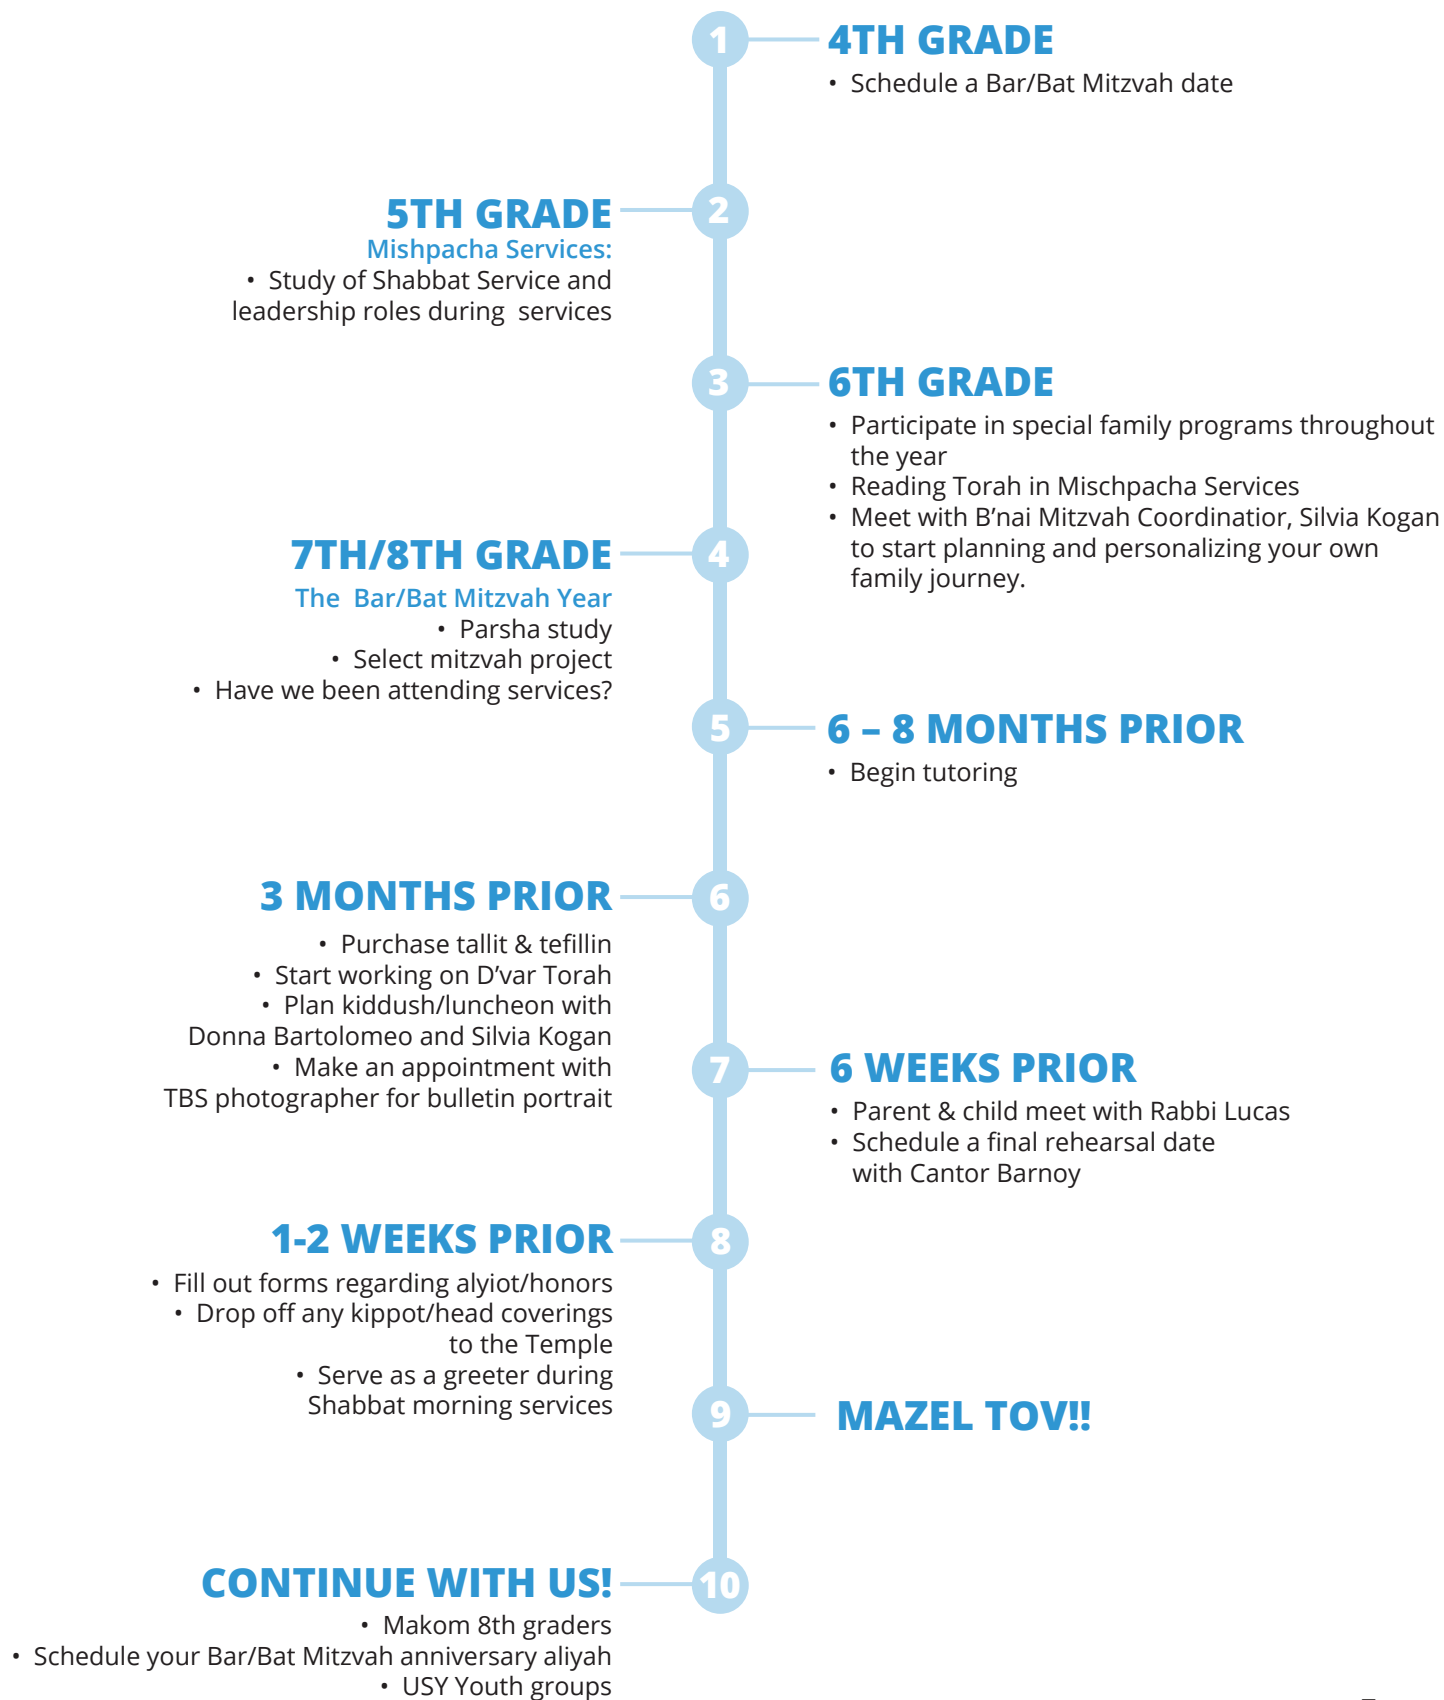 1
4TH GRADE
• Schedule a Bar/Bat Mitzvah date
2
5TH GRADE
Mishpacha Services:
• Study of Shabbat Service and
leadership roles during services
3
6TH GRADE
• Participate in special family programs throughout
the year
• Reading Torah in Mischpacha Services
• Meet with B’nai Mitzvah Coordinatior, Silvia Kogan
to start planning and personalizing your own
family journey.
4
7TH/8TH GRADE
The Bar/Bat Mitzvah Year
• Parsha study
• Select mitzvah project
• Have we been attending services?
5
6 – 8 MONTHS PRIOR
• Begin tutoring
6
3 MONTHS PRIOR
• Purchase tallit & tefillin
• Start working on D’var Torah
• Plan kiddush/luncheon with
Donna Bartolomeo and Silvia Kogan
• Make an appointment with
TBS photographer for bulletin portrait
7
6 WEEKS PRIOR
• Parent & child meet with Rabbi Lucas
• Schedule a final rehearsal date
with Cantor Barnoy
8
1-2 WEEKS PRIOR
• Fill out forms regarding alyiot/honors
• Drop off any kippot/head coverings
to the Temple
• Serve as a greeter during
Shabbat morning services
9
MAZEL TOV!!
10
CONTINUE WITH US!
• Makom 8th graders
• Schedule your Bar/Bat Mitzvah anniversary aliyah
• USY Youth groups